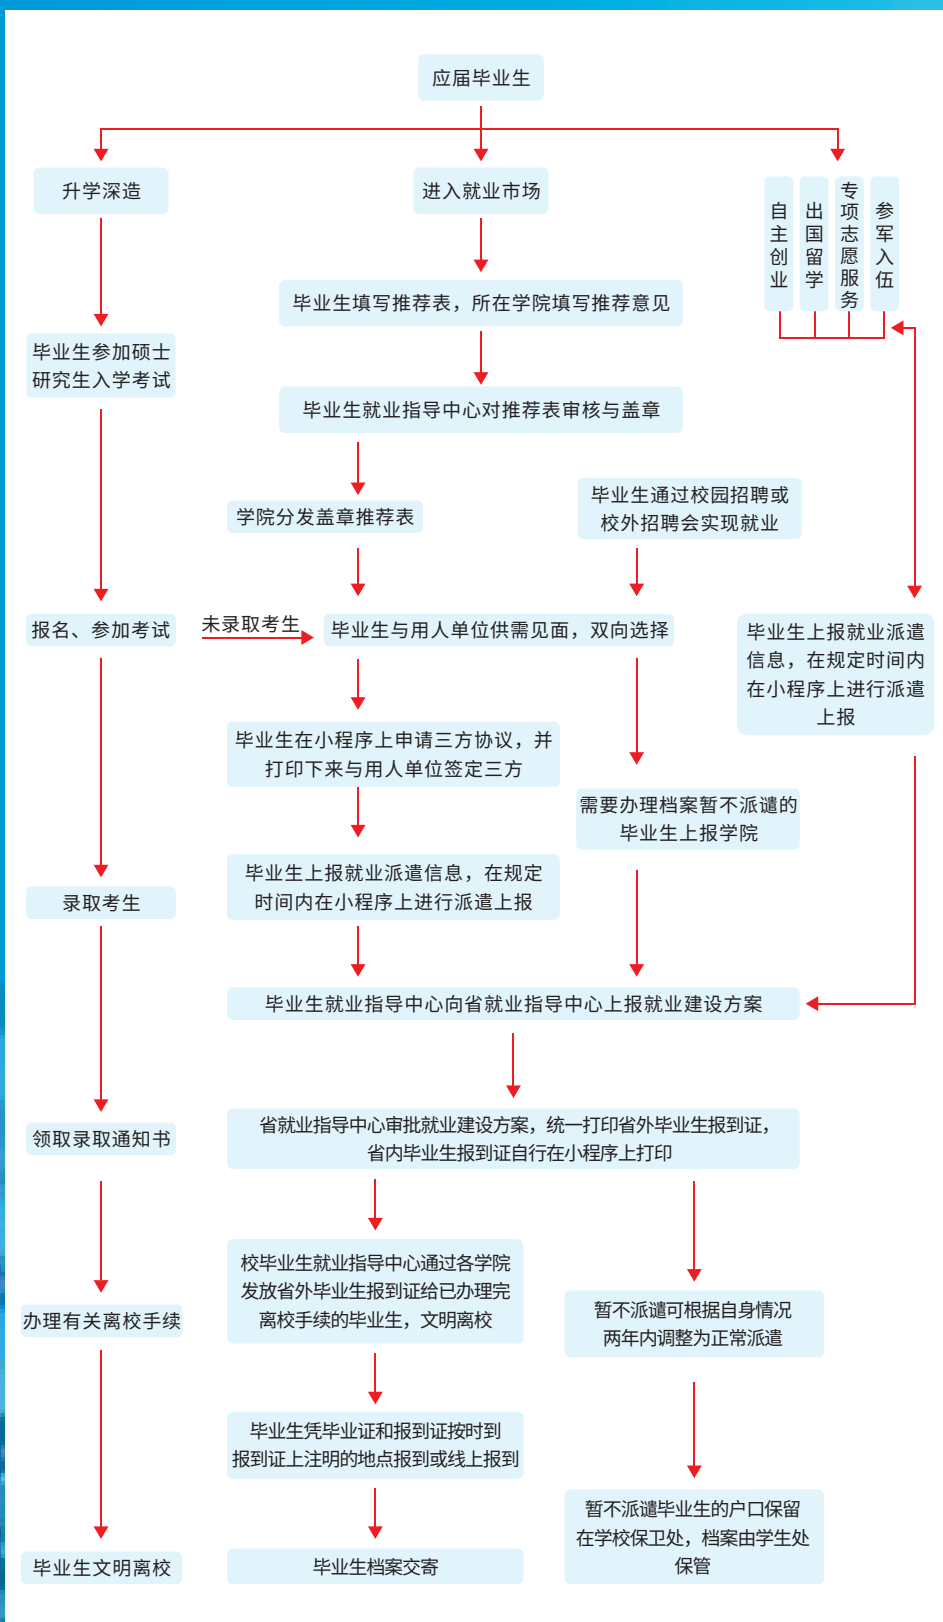 应届毕业生
升学深造
进入就业市场
自主创业
出国留学
专项志愿服务
参军入伍
毕业生填写推荐表，所在学院填写推荐意见
毕业生参加硕士
研究生入学考试
毕业生就业指导中心对推荐表审核与盖章
学院分发盖章推荐表
毕业生通过校园招聘或
校外招聘会实现就业
报名、参加考试
未录取考生
毕业生与用人单位供需见面，双向选择
毕业生上报就业派遣
信息，在规定时间内
在小程序上进行派遣
上报
毕业生在小程序上申请三方协议，并
打印下来与用人单位签定三方
需要办理档案暂不派谴的
毕业生上报学院
毕业生上报就业派遣信息，在规定
时间内在小程序上进行派遣上报
录取考生
毕业生就业指导中心向省就业指导中心上报就业建设方案
省就业指导中心审批就业建设方案，统一打印省外毕业生报到证，
省内毕业生报到证自行在小程序上打印
领取录取通知书
校毕业生就业指导中心通过各学院
发放省外毕业生报到证给已办理完
离校手续的毕业生，文明离校
暂不派谴可根据自身情况
两年内调整为正常派遣
办理有关离校手续
毕业生凭毕业证和报到证按时到
报到证上注明的地点报到或线上报到
暂不派谴毕业生的户口保留
在学校保卫处，档案由学生处
保管
毕业生文明离校
毕业生档案交寄